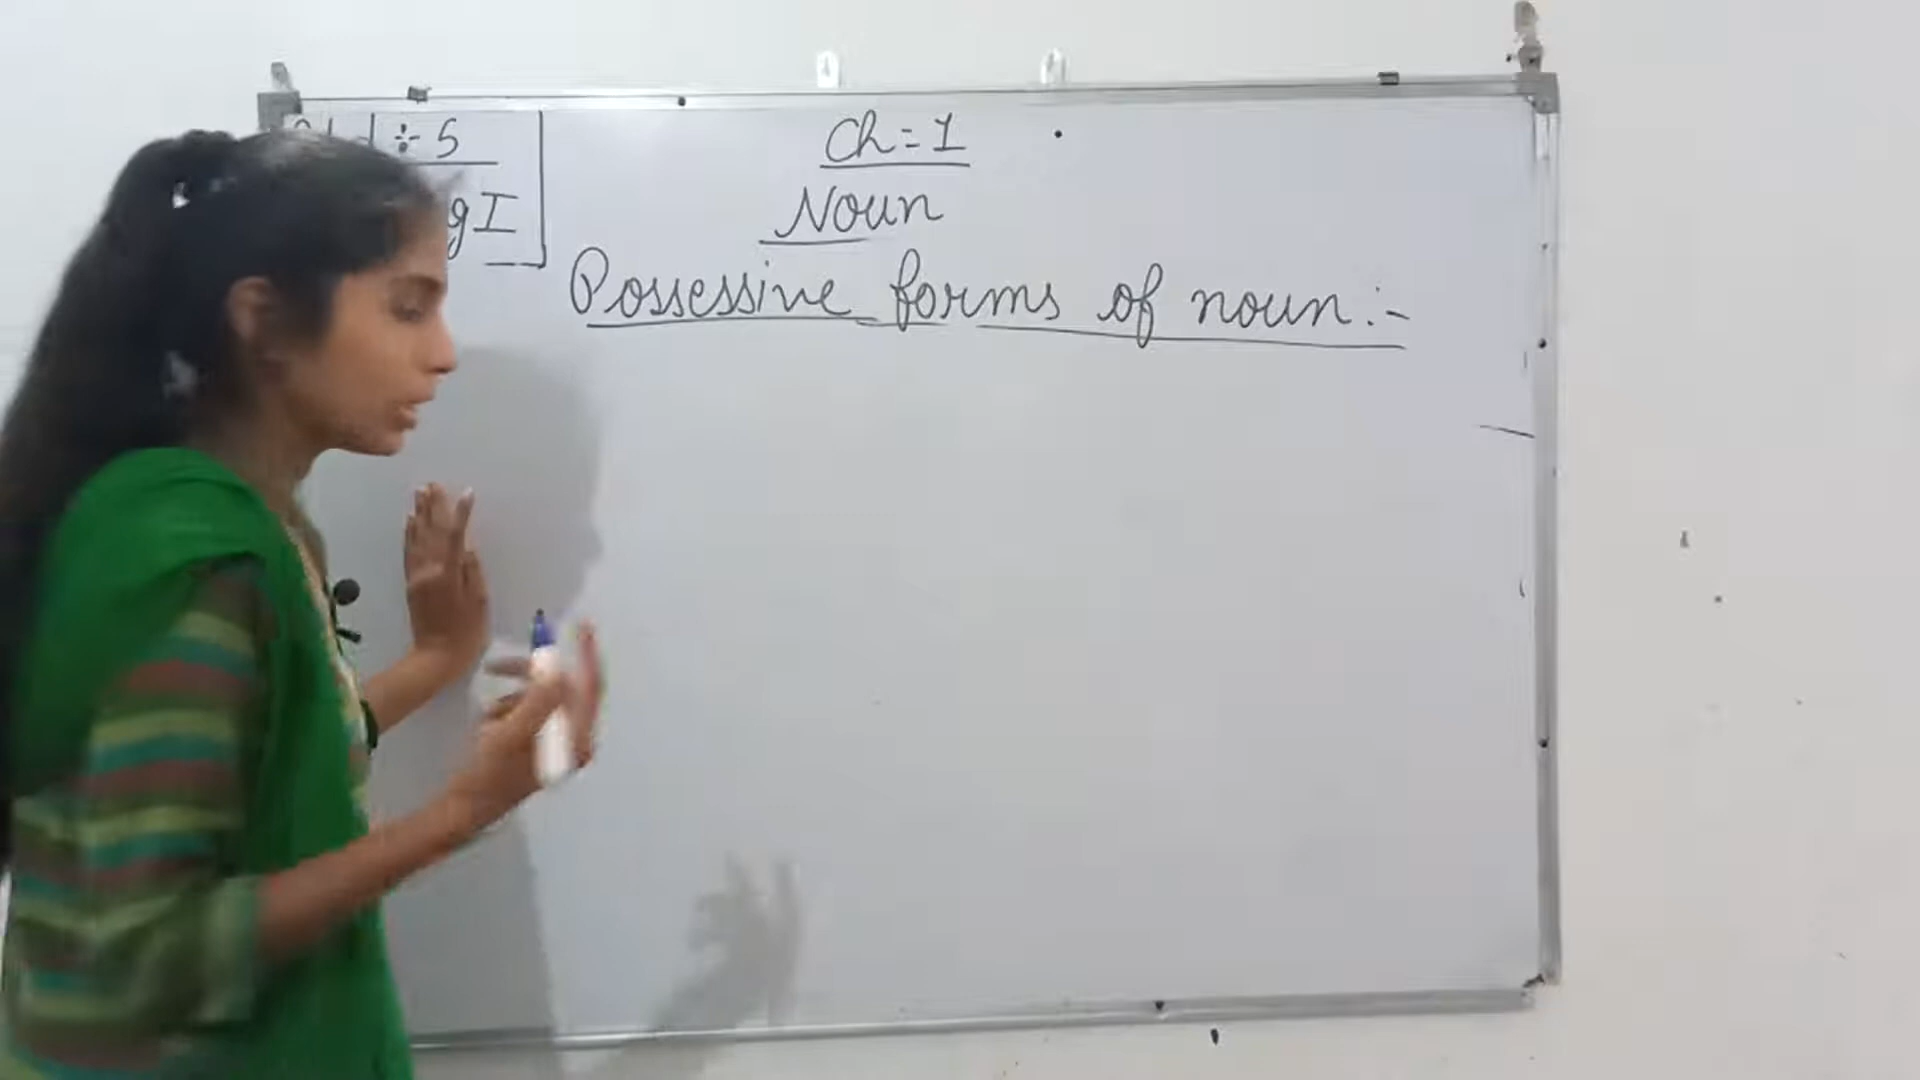 ÷ 5
Ch = 1
Noun
Possessive forms of noun :-